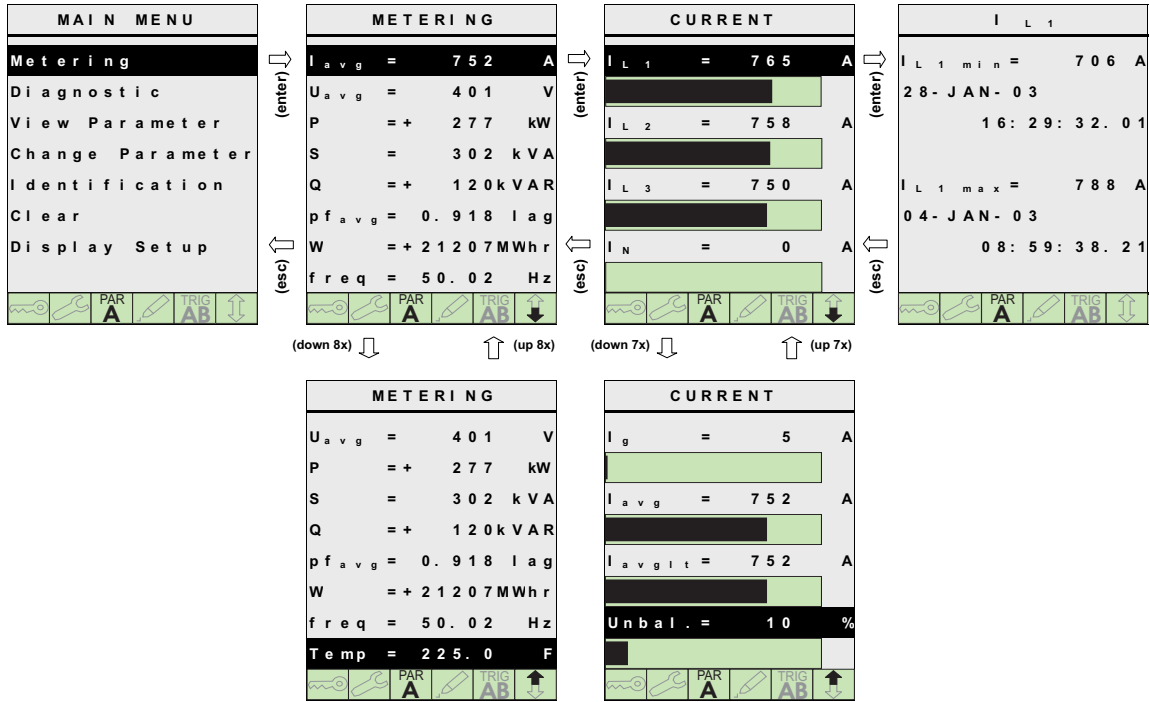 MAIN MENU
Metering
Diagnostic
View Parameter
Change Parameter
Identification
Clear
Display Setup
PAR A TRIG AB
(enter)
(esc)
METERING
Iavg = 752 A
Uavg = 401 V
P =+ 277 kW
S = 302 kVA
Q =+ 120kVAR
pfavg= 0.918 lag
W =+21207MWhr
freq = 50.02 Hz
PAR A TRIG AB
(enter)
(esc)
CURRENT
IL1 = 765 A
IL2 = 758 A
IL3 = 750 A
IN = 0 A
PAR A TRIG AB
(enter)
(esc)
IL1
IL1min= 706 A
28-JAN-03
16:29:32.01
IL1 max= 788 A
04-JAN-03
08:59:38.21
PAR A TRIG AB
(down 8x) (up 8x)
(down 7x) (up 7x)
METERING
Uavg = 401 V
P =+ 277 kW
S = 302 kVA
Q =+ 120kVAR
pfavg= 0.918 lag
W =+21207MWhr
freq = 50.02 Hz
Temp = 225.0 F
PAR A TRIG AB
CURRENT
Ig = 5 A
Iavg = 752 A
Iavglt = 752 A
Unbal.= 10 %
PAR A TRIG AB